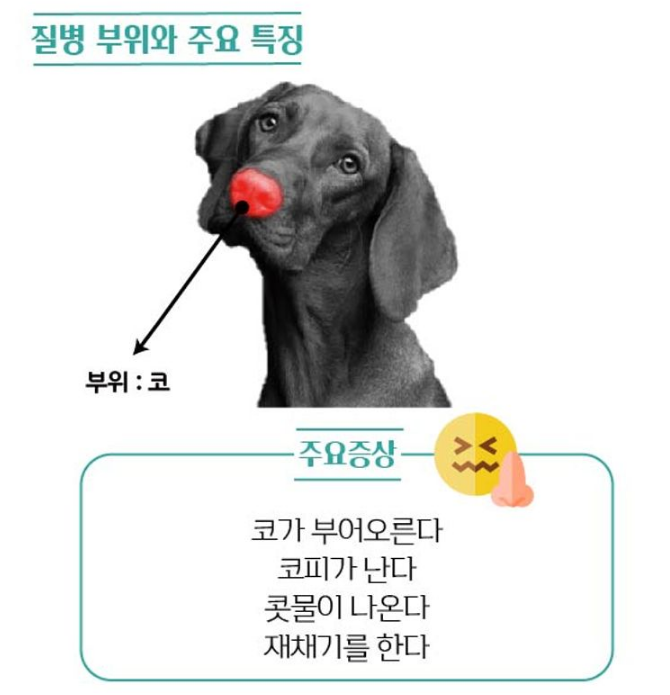 질병 부위와 주요 특징
부위 : 코
주요증상
코가 부어오른다
코피가 난다
콧물이 나온다
재채기를 한다